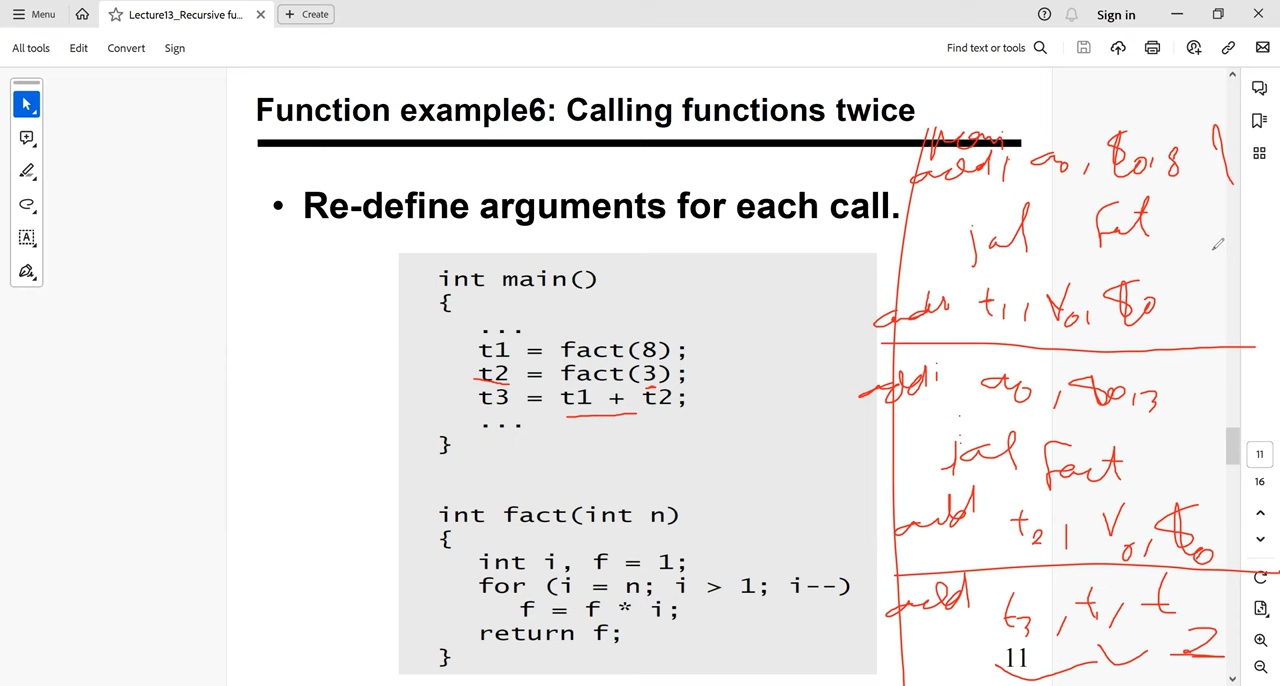 Menu
Lecture13_Recursive fu...
Create
Sign in
All tools
Edit
Convert
Sign
Find text or tools
Function example6: Calling functions twice
• Re-define arguments for each call.
int main()
{
...
t1 = fact(8);
t2 = fact(3);
t3 = t1 + t2;
...
}
int fact(int n)
{
int i, f = 1;
for (i = n; i > 1; i--)
f = f * i;
return f;
}
11
addi a0, $0, 8
jal Fat
t1, V0, $0
addi a0, $0, 3
jal Fact
add t2, V0, $0
add t3, t1, t2
11
16